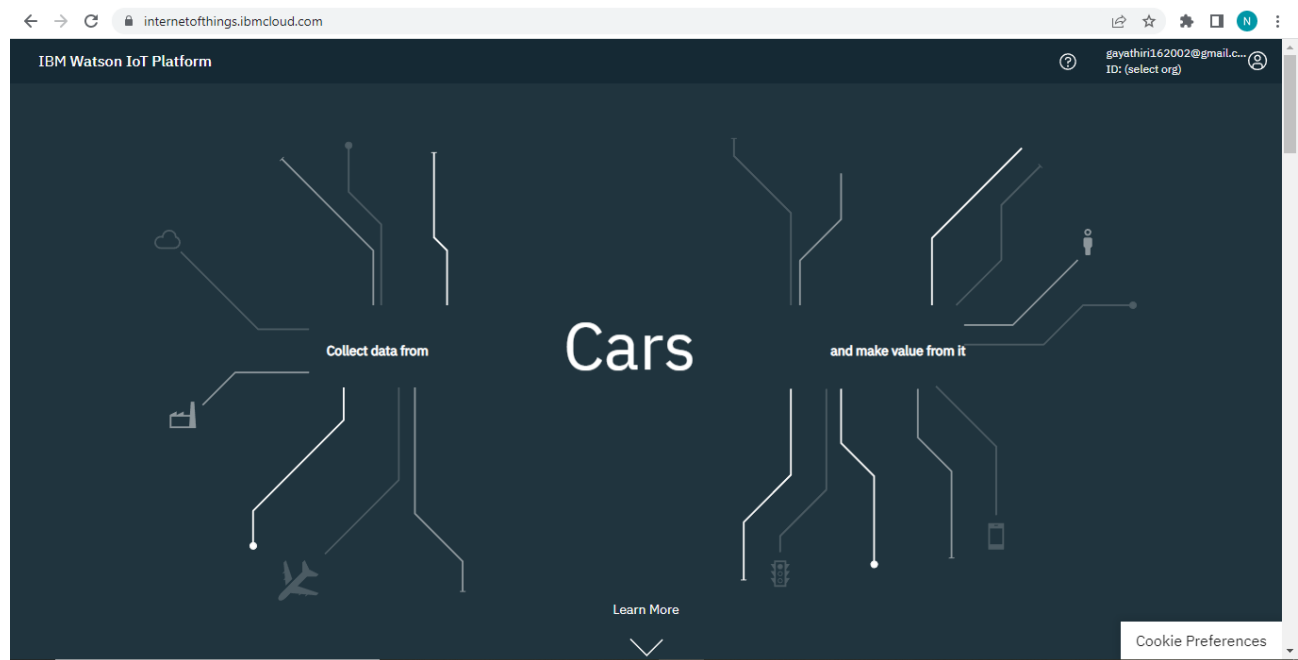 internetofthings.ibmcloud.com
N
IBM Watson IoT Platform
gayathiri162002@gmail.c...
ID: (select org)
Collect data from
Cars
and make value from it
Learn More
Cookie Preferences